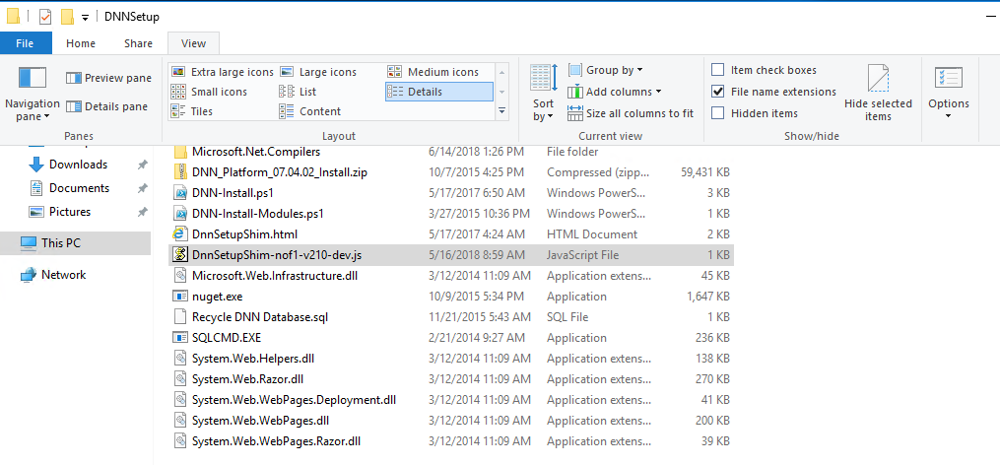 DNNSetup
File Home Share View
Navigation pane
Preview pane
Details pane
Panes
Extra large icons Large icons Medium icons
Small icons List Details
Tiles Content
Layout
Sort by
Group by
Add columns
Size all columns to fit
Current view
Item check boxes
File name extensions
Hidden items
Hide selected items
Show/hide
Options
Downloads
Documents
Pictures
This PC
Network
Microsoft.Net.Compilers 6/14/2018 1:26 PM File folder
DNN_Platform_07.04.02_Install.zip 10/7/2015 4:25 PM Compressed (zipp... 59,431 KB
DNN-Install.ps1 5/17/2017 6:50 AM Windows PowerS... 3 KB
DNN-Install-Modules.ps1 3/27/2015 10:36 PM Windows PowerS... 1 KB
DnnSetupShim.html 5/17/2017 4:24 AM HTML Document 2 KB
DnnSetupShim-nof1-v210-dev.js 5/16/2018 8:59 AM JavaScript File 1 KB
Microsoft.Web.Infrastructure.dll 3/12/2014 11:09 AM Application extens... 45 KB
nuget.exe 10/9/2015 5:34 PM Application 1,647 KB
Recycle DNN Database.sql 11/21/2015 5:43 AM SQL File 1 KB
SQLCMD.EXE 2/21/2014 9:27 AM Application 236 KB
System.Web.Helpers.dll 3/12/2014 11:09 AM Application extens... 138 KB
System.Web.Razor.dll 3/12/2014 11:09 AM Application extens... 270 KB
System.Web.WebPages.Deployment.dll 3/12/2014 11:09 AM Application extens... 41 KB
System.Web.WebPages.dll 3/12/2014 11:09 AM Application extens... 200 KB
System.Web.WebPages.Razor.dll 3/12/2014 11:09 AM Application extens... 39 KB